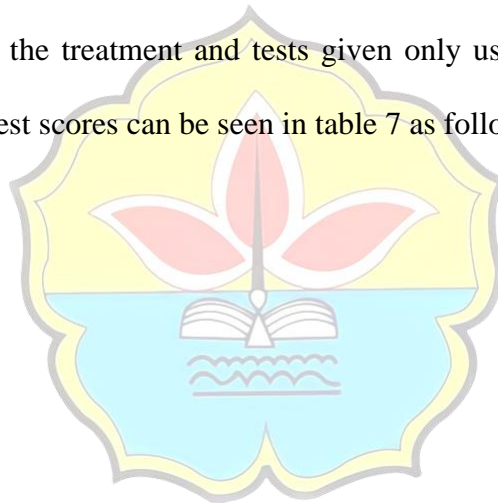 the treatment and tests given only us
est scores can be seen in table 7 as follo